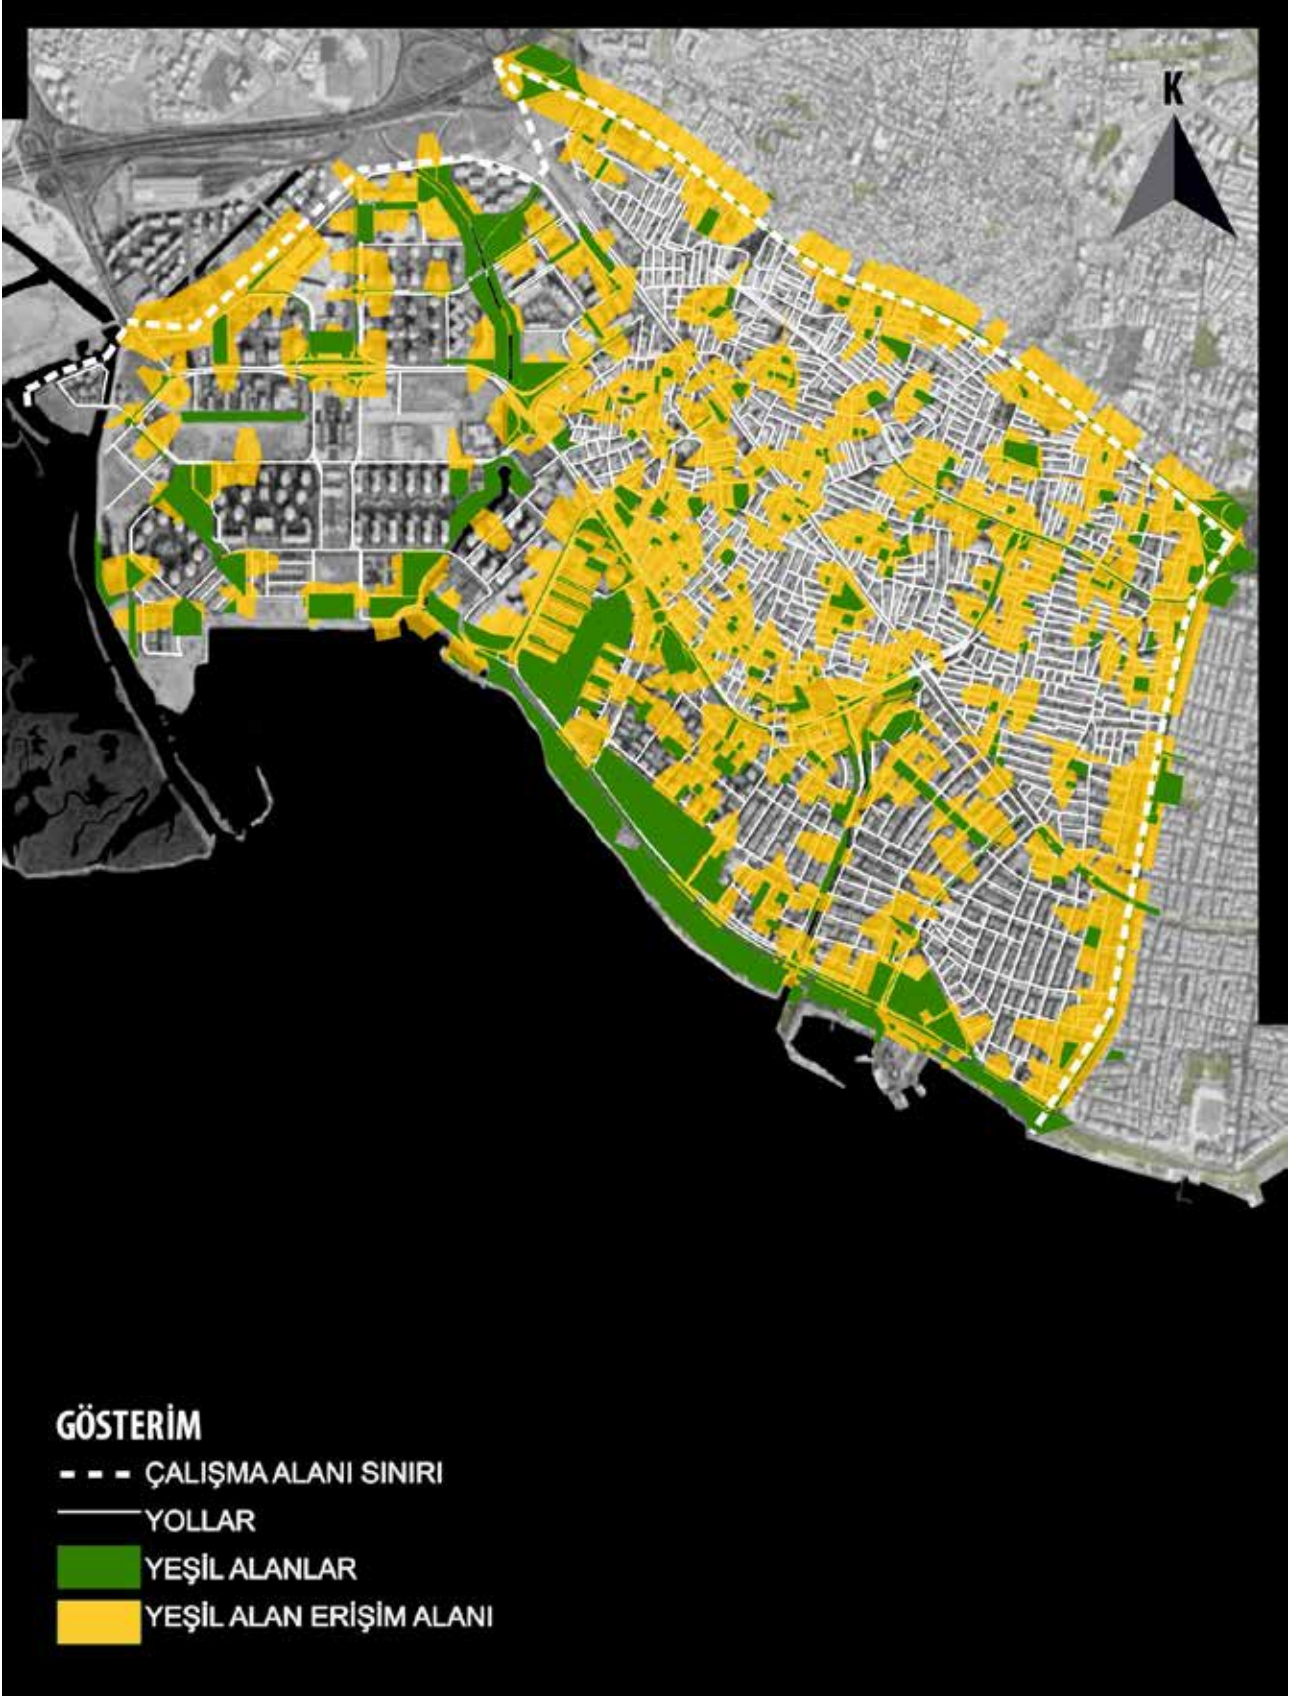 K
GÖSTERİM
ÇALIŞMA ALANI SINIRI
YOLLAR
YEŞİL ALANLAR
YEŞİL ALAN ERİŞİM ALANI